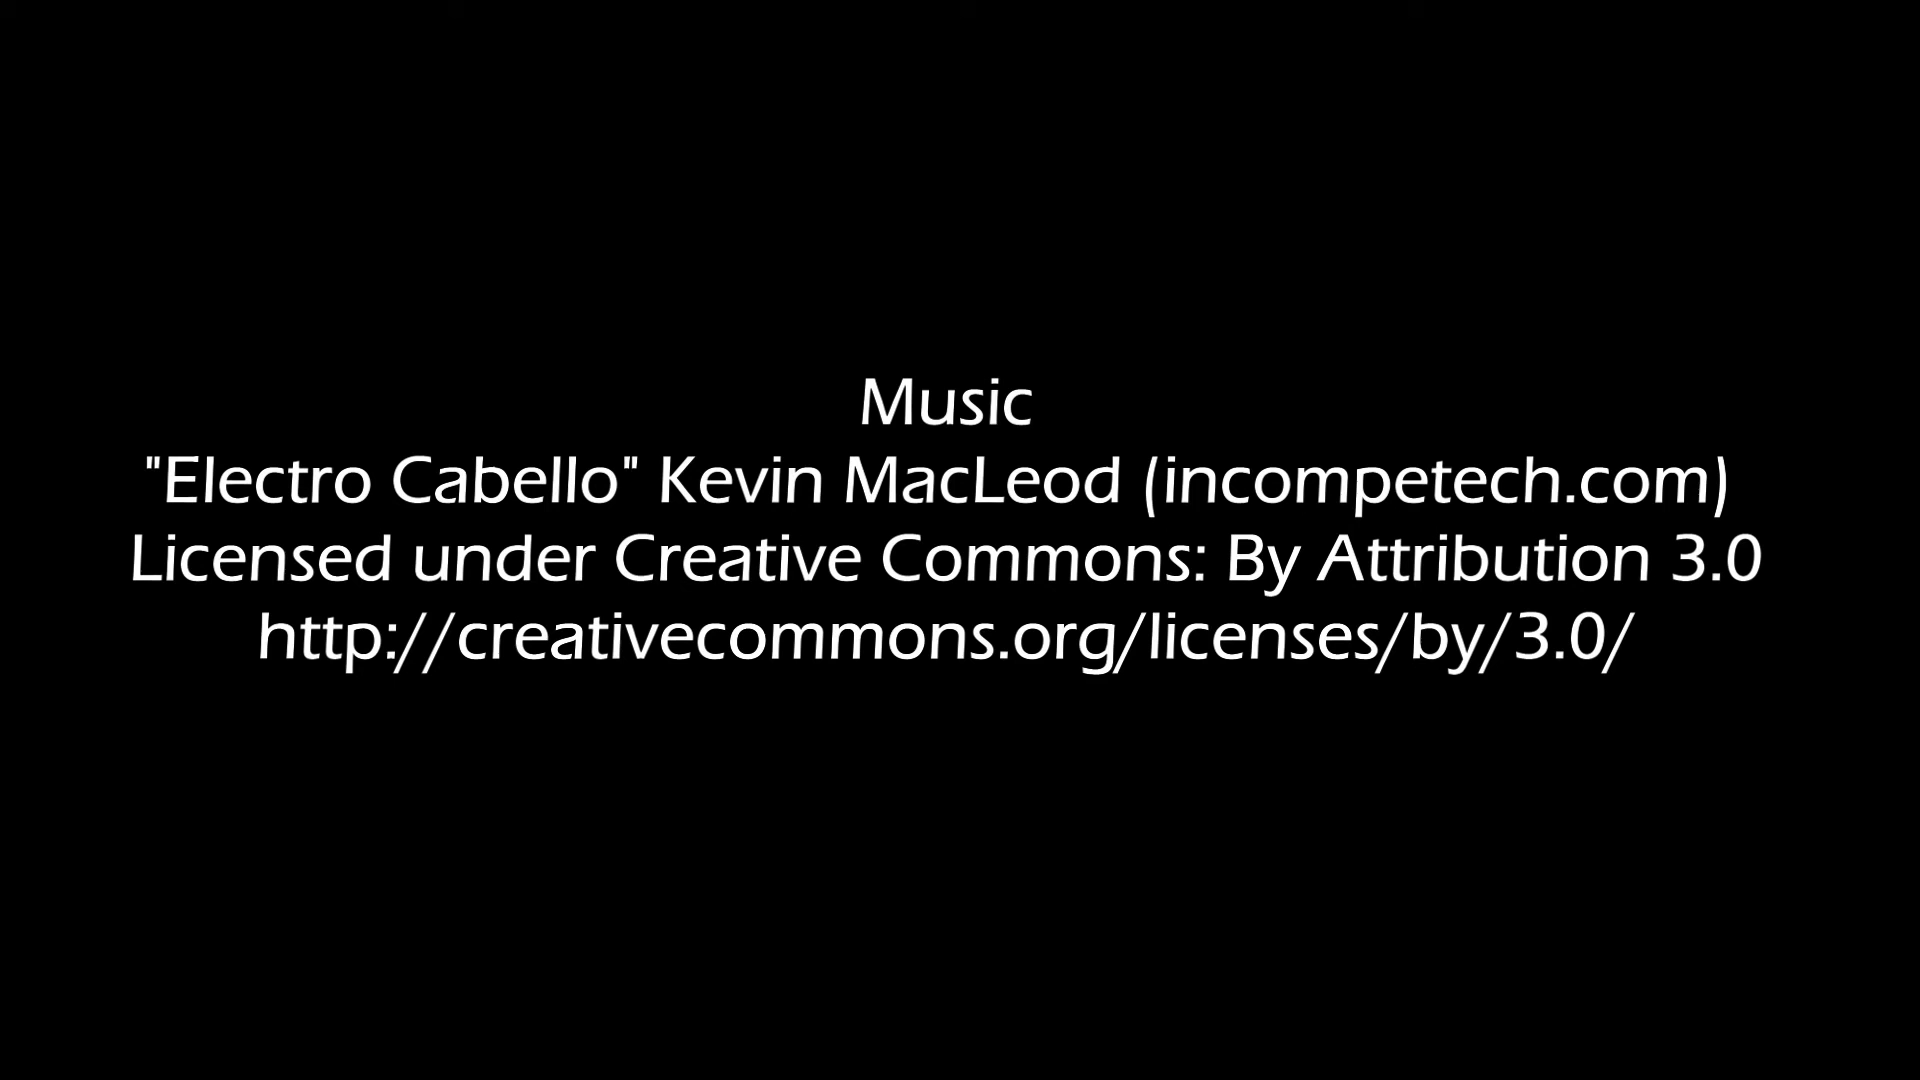 Music
"Electro Cabello" Kevin MacLeod (incompetech.com)
Licensed under Creative Commons: By Attribution 3.0
http://creativecommons.org/licenses/by/3.0/